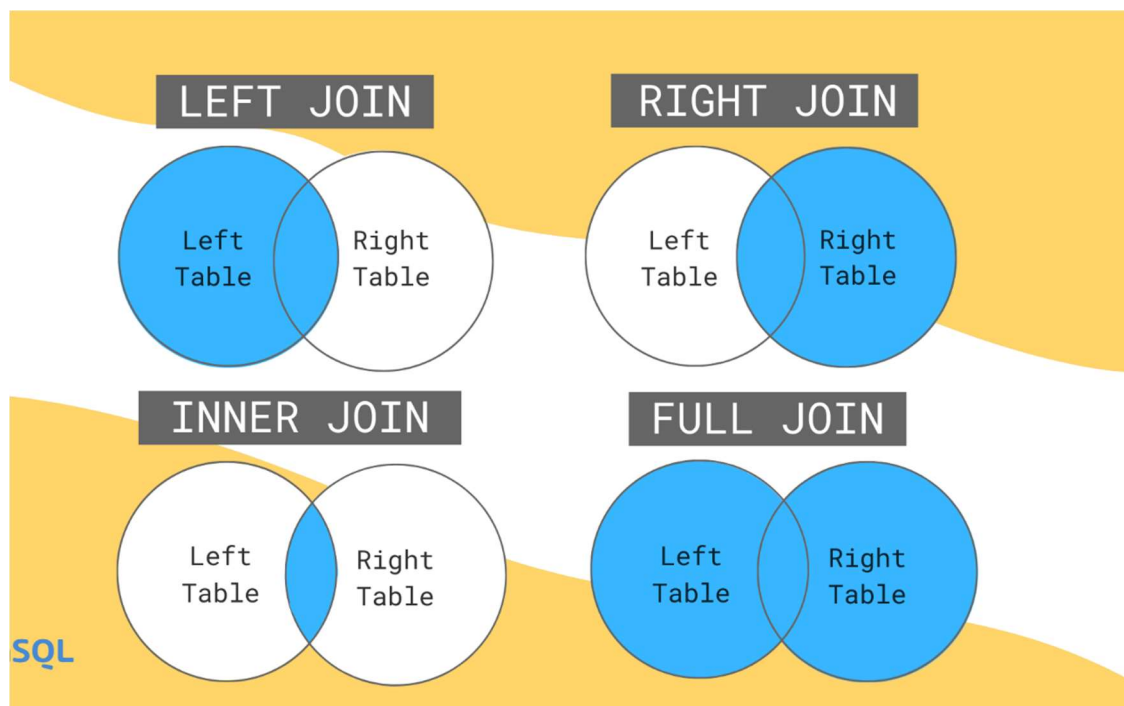 LEFT JOIN
Left
Table
Right
Table
RIGHT JOIN
Left
Table
Right
Table
INNER JOIN
Left
Table
Right
Table
FULL JOIN
Left
Table
Right
Table
SQL